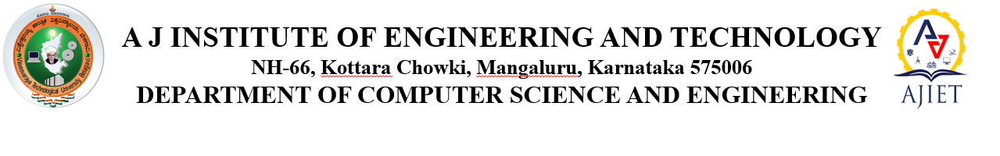 A J INSTITUTE OF ENGINEERING AND TECHNOLOGY
NH-66, Kottara Chowki, Mangaluru, Karnataka 575006
DEPARTMENT OF COMPUTER SCIENCE AND ENGINEERING
Visvesvaraya Technological University, Belagavi
AJIET